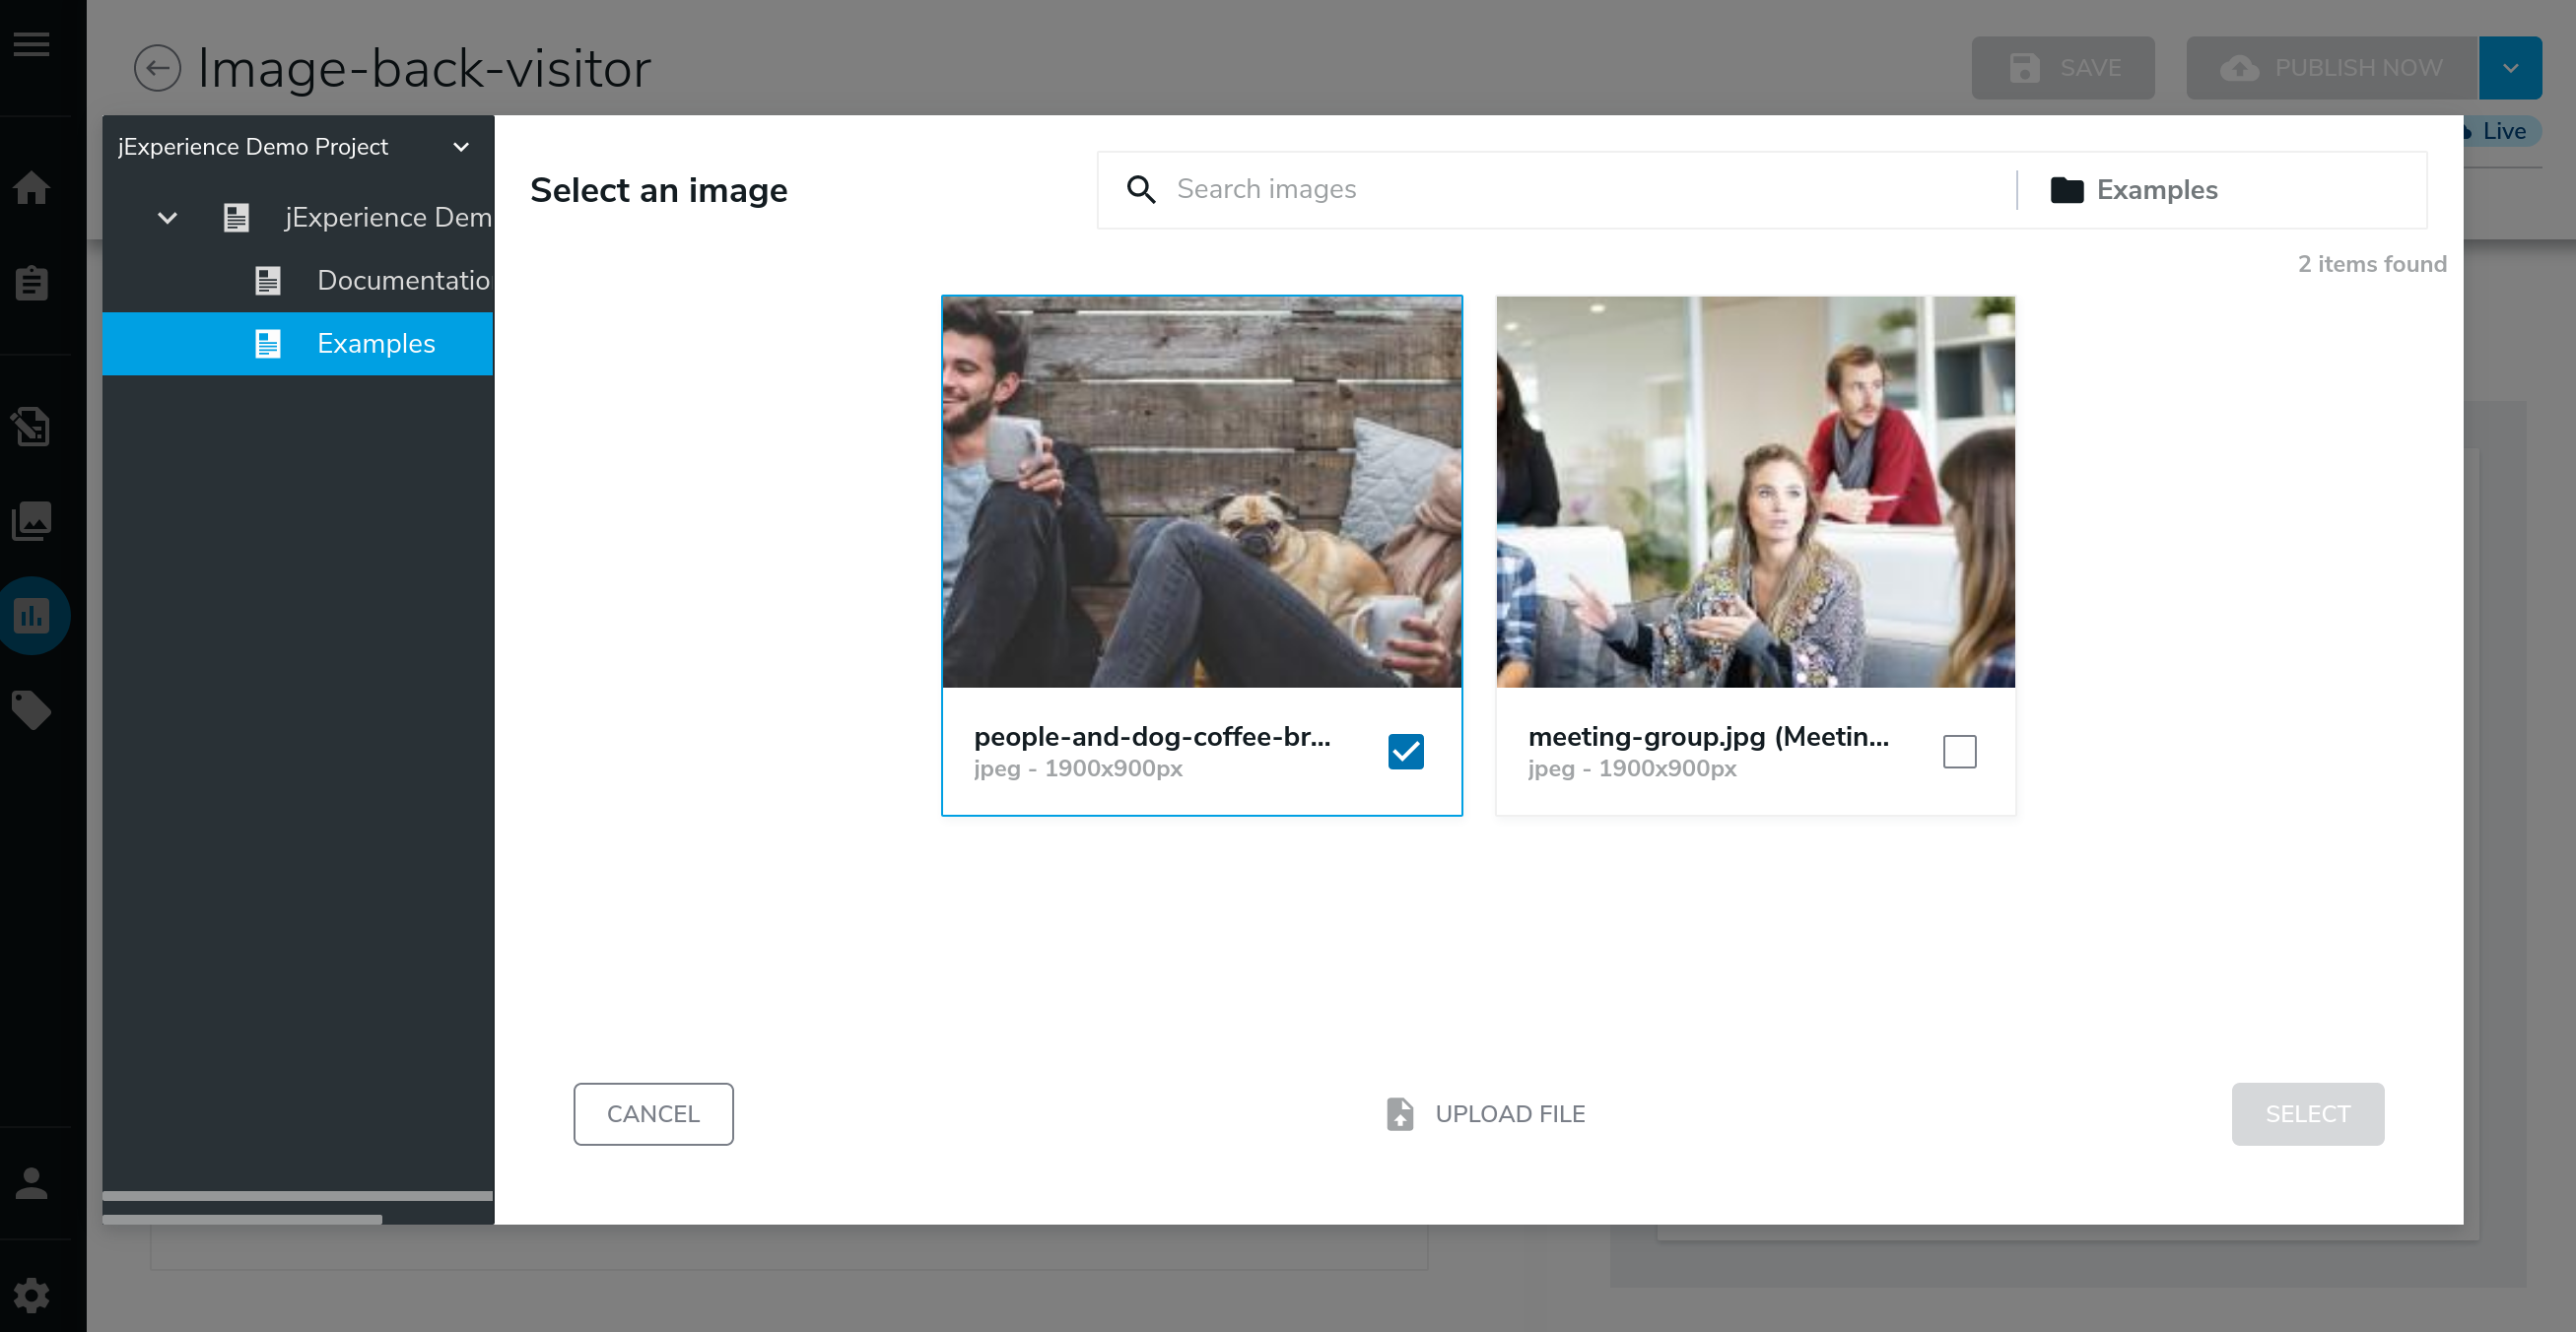 Image-back-visitor
SAVE
PUBLISH NOW
Live
jExperience Demo Project
jExperience Dem
Documentatio
Examples
Select an image
Search images
Examples
2 items found
people-and-dog-coffee-br...
jpeg - 1900x900px
meeting-group.jpg (Meetin...
jpeg - 1900x900px
CANCEL
UPLOAD FILE
SELECT